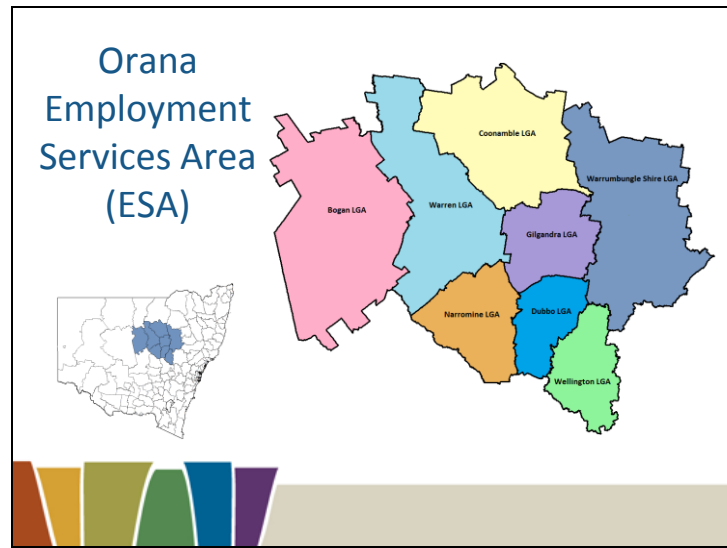 Orana
Employment
Services Area
(ESA)
Coonamble LGA
Warrumbungle Shire LGA
Bogan LGA
Warren LGA
Gilgandra LGA
Narromine LGA
Dubbo LGA
Wellington LGA